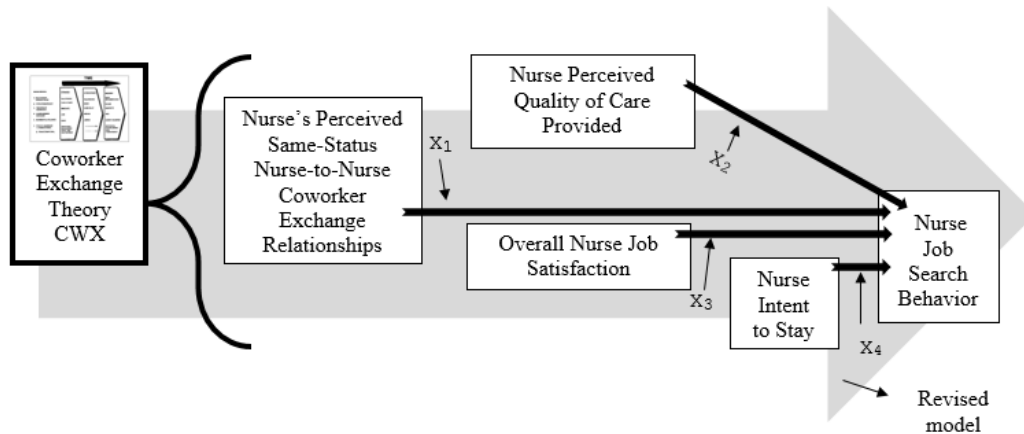 Coworker
Exchange
Theory
CWX
Nurse's Perceived
Same-Status
Nurse-to-Nurse
Coworker
Exchange
Relationships
X1
Nurse Perceived
Quality of Care
Provided
X2
Overall Nurse Job
Satisfaction
X3
Nurse
Intent
to Stay
X4
Nurse
Job
Search
Behavior
Revised
model